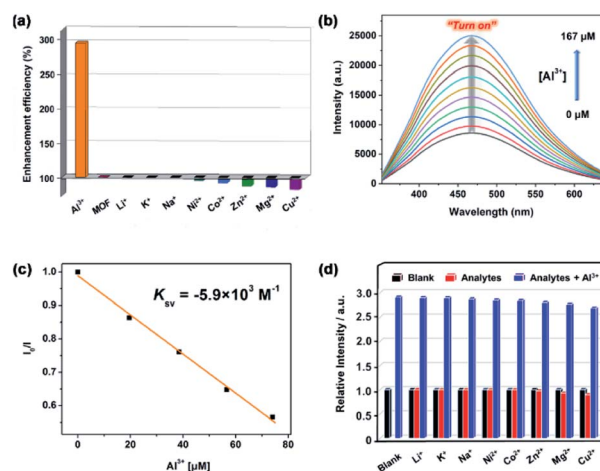 (a)
Enhancement efficiency (%)
300
250
200
150
100
Al³⁺ MOF Li⁺ K⁺ Na⁺ Ni²⁺ Co²⁺ Zn²⁺ Mg²⁺ Cu²⁺
(b)
"Turn on"
167 µM
[Al³⁺]
0 µM
Intensity (a.u.)
25000
20000
15000
10000
5000
0
400 450 500 550 600
Wavelength (nm)
(c)
K_sv = -5.9×10³ M⁻¹
I₀/I
1.0
0.9
0.8
0.7
0.6
0 20 40 60 80
Al³⁺ [µM]
(d)
Blank Analytes Analytes + Al³⁺
Relative Intensity / a.u.
3.0
2.5
2.0
1.5
1.0
0.5
0.0
Blank Li⁺ K⁺ Na⁺ Ni²⁺ Co²⁺ Zn²⁺ Mg²⁺ Cu²⁺